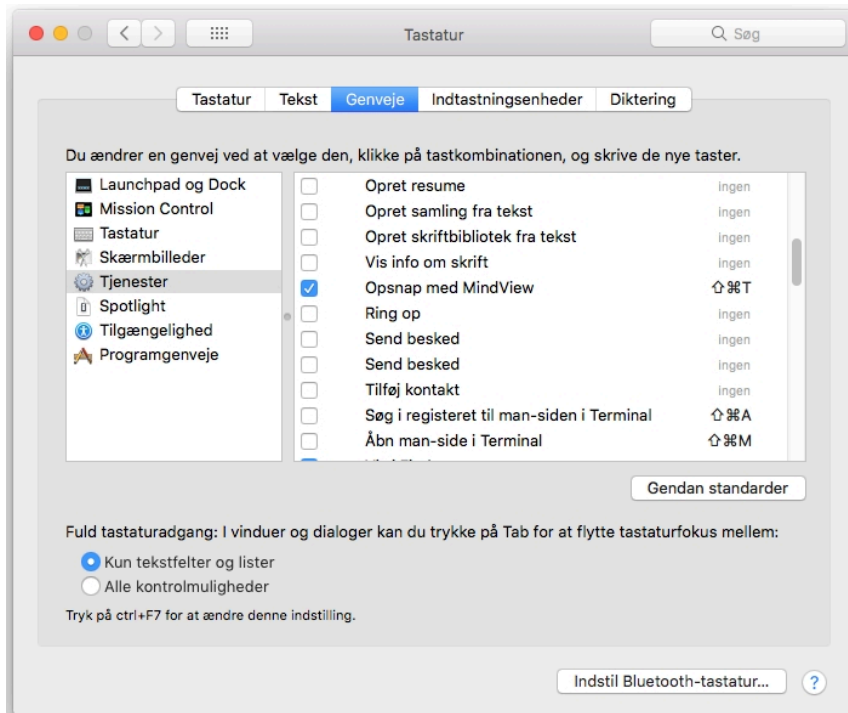 Tastatur
Søg
Tastatur Tekst Genveje Indtastningsenheder Diktering
Du ændrer en genvej ved at vælge den, klikke på tastkombinationen, og skrive de nye taster.
Launchpad og Dock
Mission Control
Tastatur
Skærmbilleder
Tjenester
Spotlight
Tilgængelighed
Programgenveje
Opret resume ingen
Opret samling fra tekst ingen
Opret skriftbibliotek fra tekst ingen
Vis info om skrift ingen
Opsnap med MindView ⇧⌘T
Ring op ingen
Send besked ingen
Send besked ingen
Tilføj kontakt ingen
Søg i registeret til man-siden i Terminal ⇧⌘A
Åbn man-side i Terminal ⇧⌘M
Gendan standarder
Fuld tastaturadgang: I vinduer og dialoger kan du trykke på Tab for at flytte tastaturfokus mellem:
Kun tekstfelter og lister
Alle kontrolmuligheder
Tryk på ctrl+F7 for at ændre denne indstilling.
Indstil Bluetooth-tastatur... ?